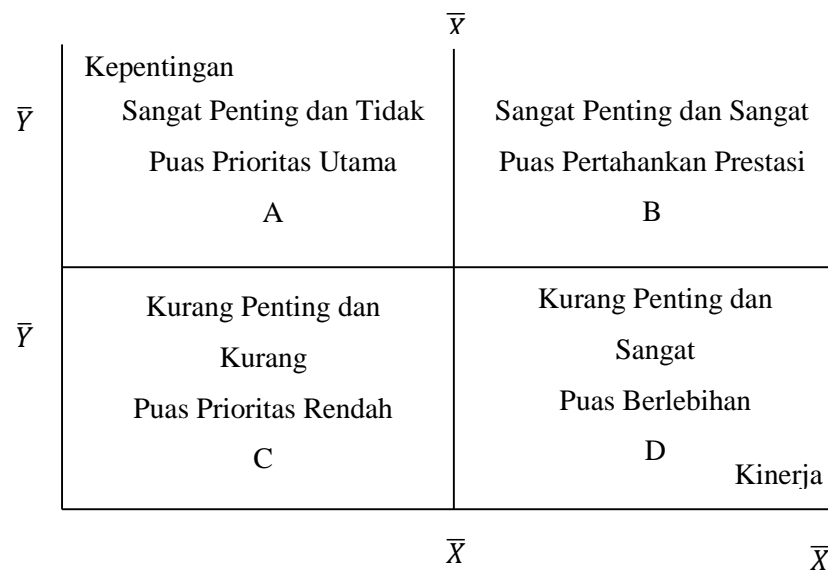 X̅
Kepentingan
Y̅
Sangat Penting dan Tidak
Puas Prioritas Utama
A
Sangat Penting dan Sangat
Puas Pertahankan Prestasi
B
Y̅
Kurang Penting dan
Kurang
Puas Prioritas Rendah
C
Kurang Penting dan
Sangat
Puas Berlebihan
D
Kinerja
X̅
X̅